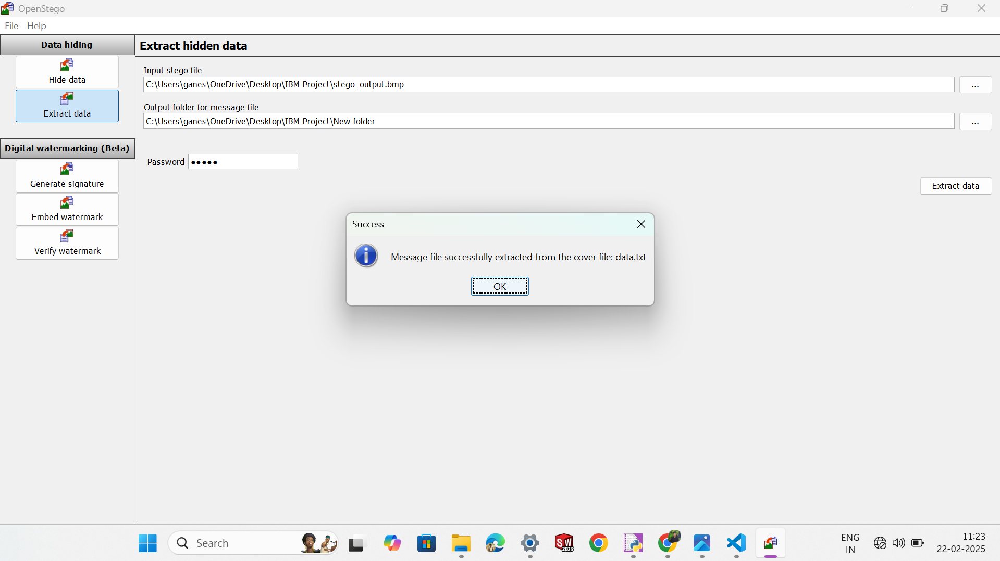 OpenStego
File Help
Data hiding
Hide data
Extract data
Digital watermarking (Beta)
Generate signature
Embed watermark
Verify watermark
Extract hidden data
Input stego file
C:\Users\ganes\OneDrive\Desktop\IBM Project\stego_output.bmp
...
Output folder for message file
C:\Users\ganes\OneDrive\Desktop\IBM Project\New folder
...
Password ●●●●●
Extract data
Success
Message file successfully extracted from the cover file: data.txt
OK
Search
SW
2023
ENG
IN
11:23
22-02-2025